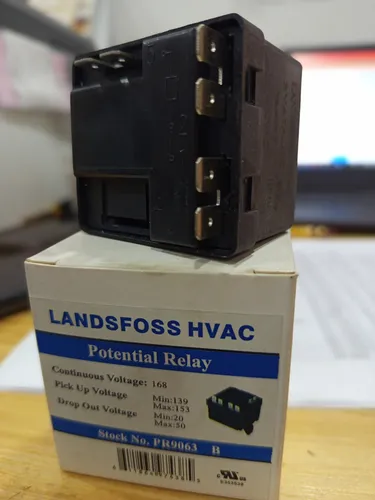 LANDSFOSS HVAC
Potential Relay
Continuous Voltage: 168
Pick Up Voltage Min:139
Max:153
Drop Out Voltage Min:20
Max:50
Stock No. PR9063 B